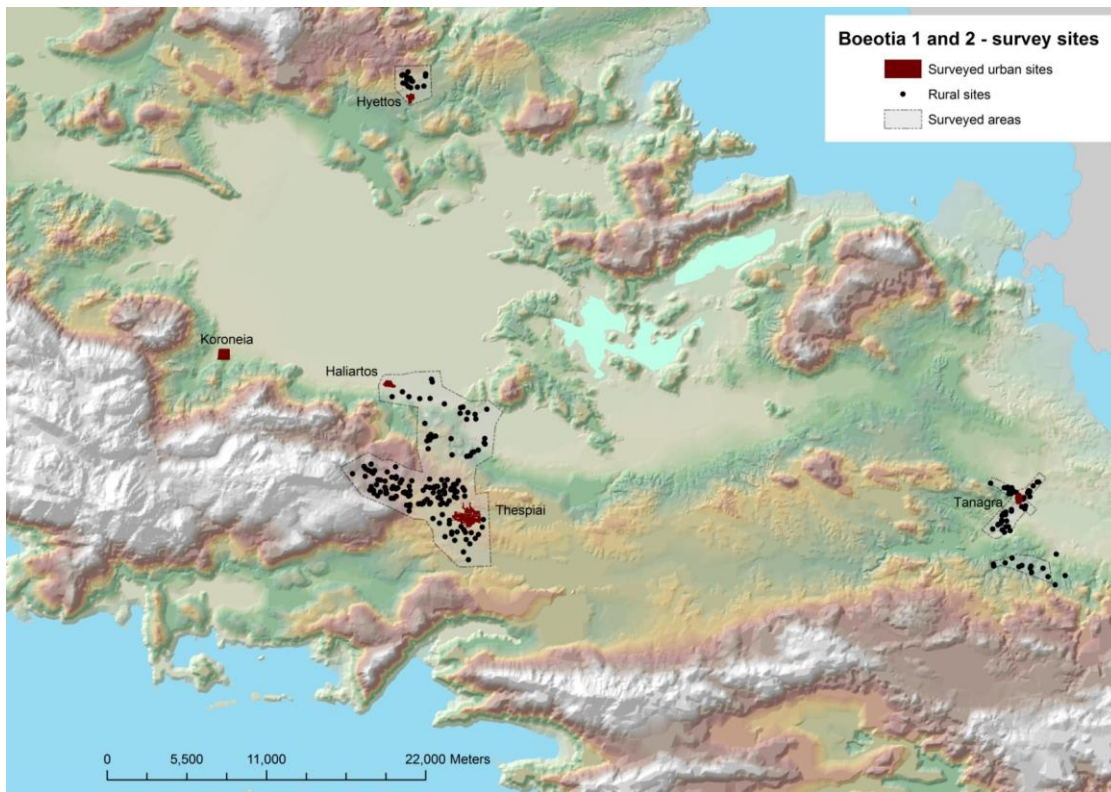 Boeotia 1 and 2 - survey sites
Surveyed urban sites
Rural sites
Surveyed areas
Hyettos
Koroneia
Haliartos
Thespiai
Tanagra
0 5,500 11,000 22,000 Meters